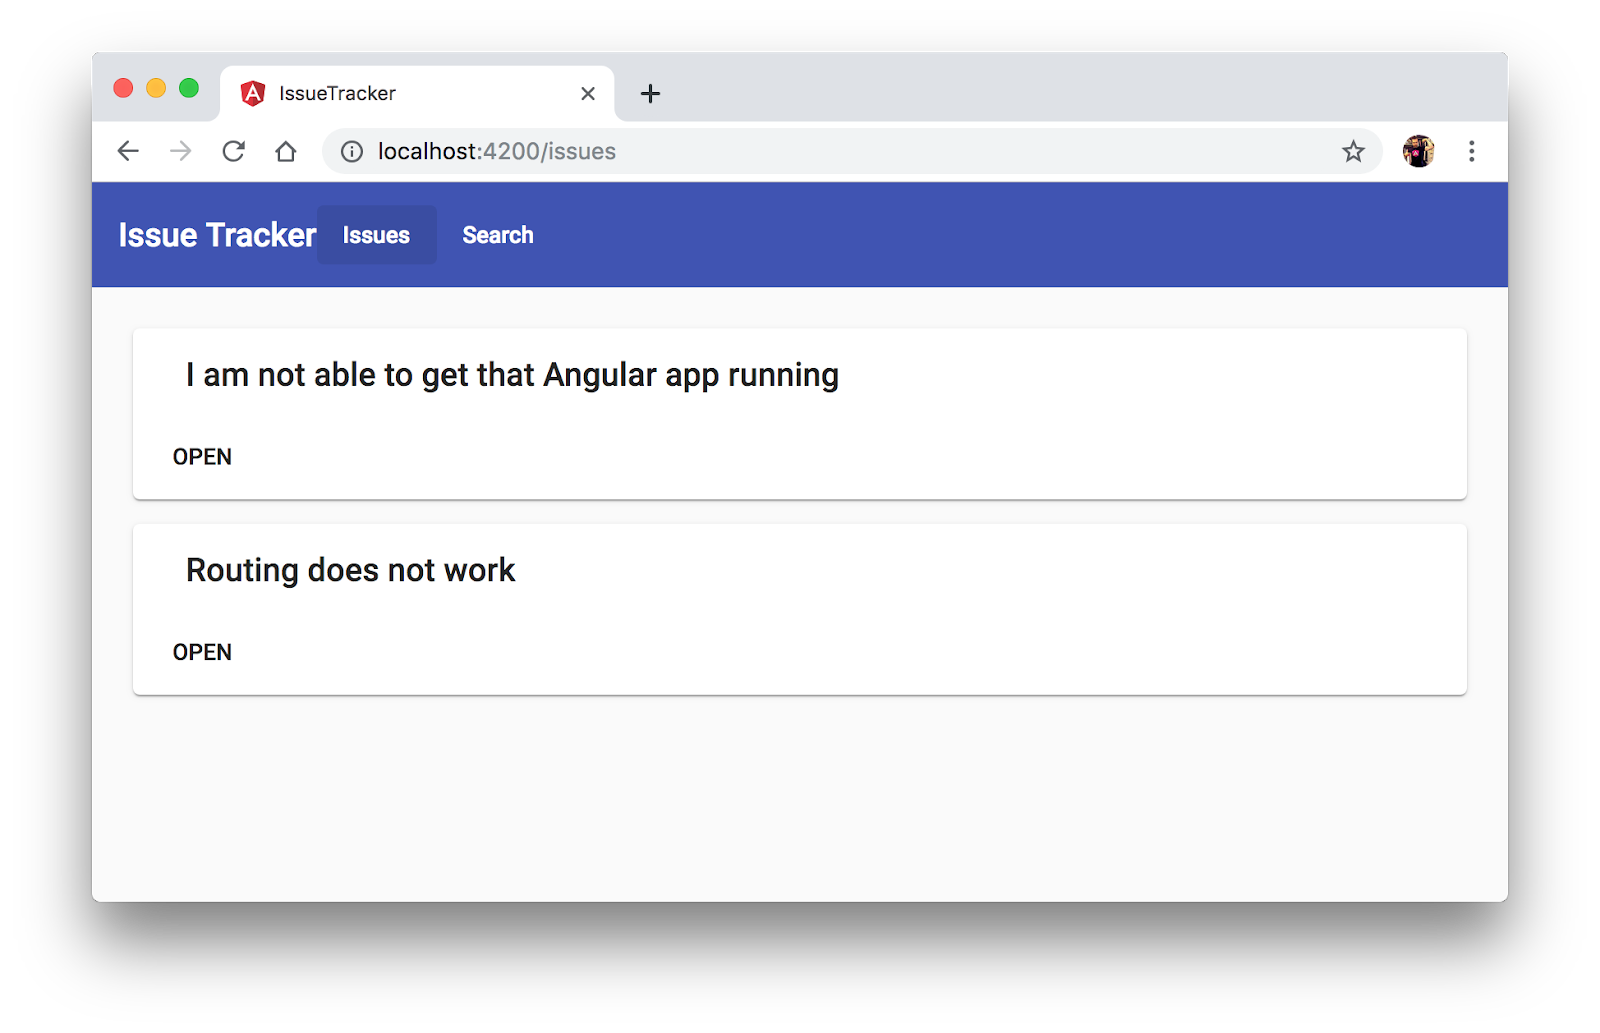 IssueTracker
localhost:4200/issues
Issue Tracker Issues Search
I am not able to get that Angular app running
OPEN
Routing does not work
OPEN